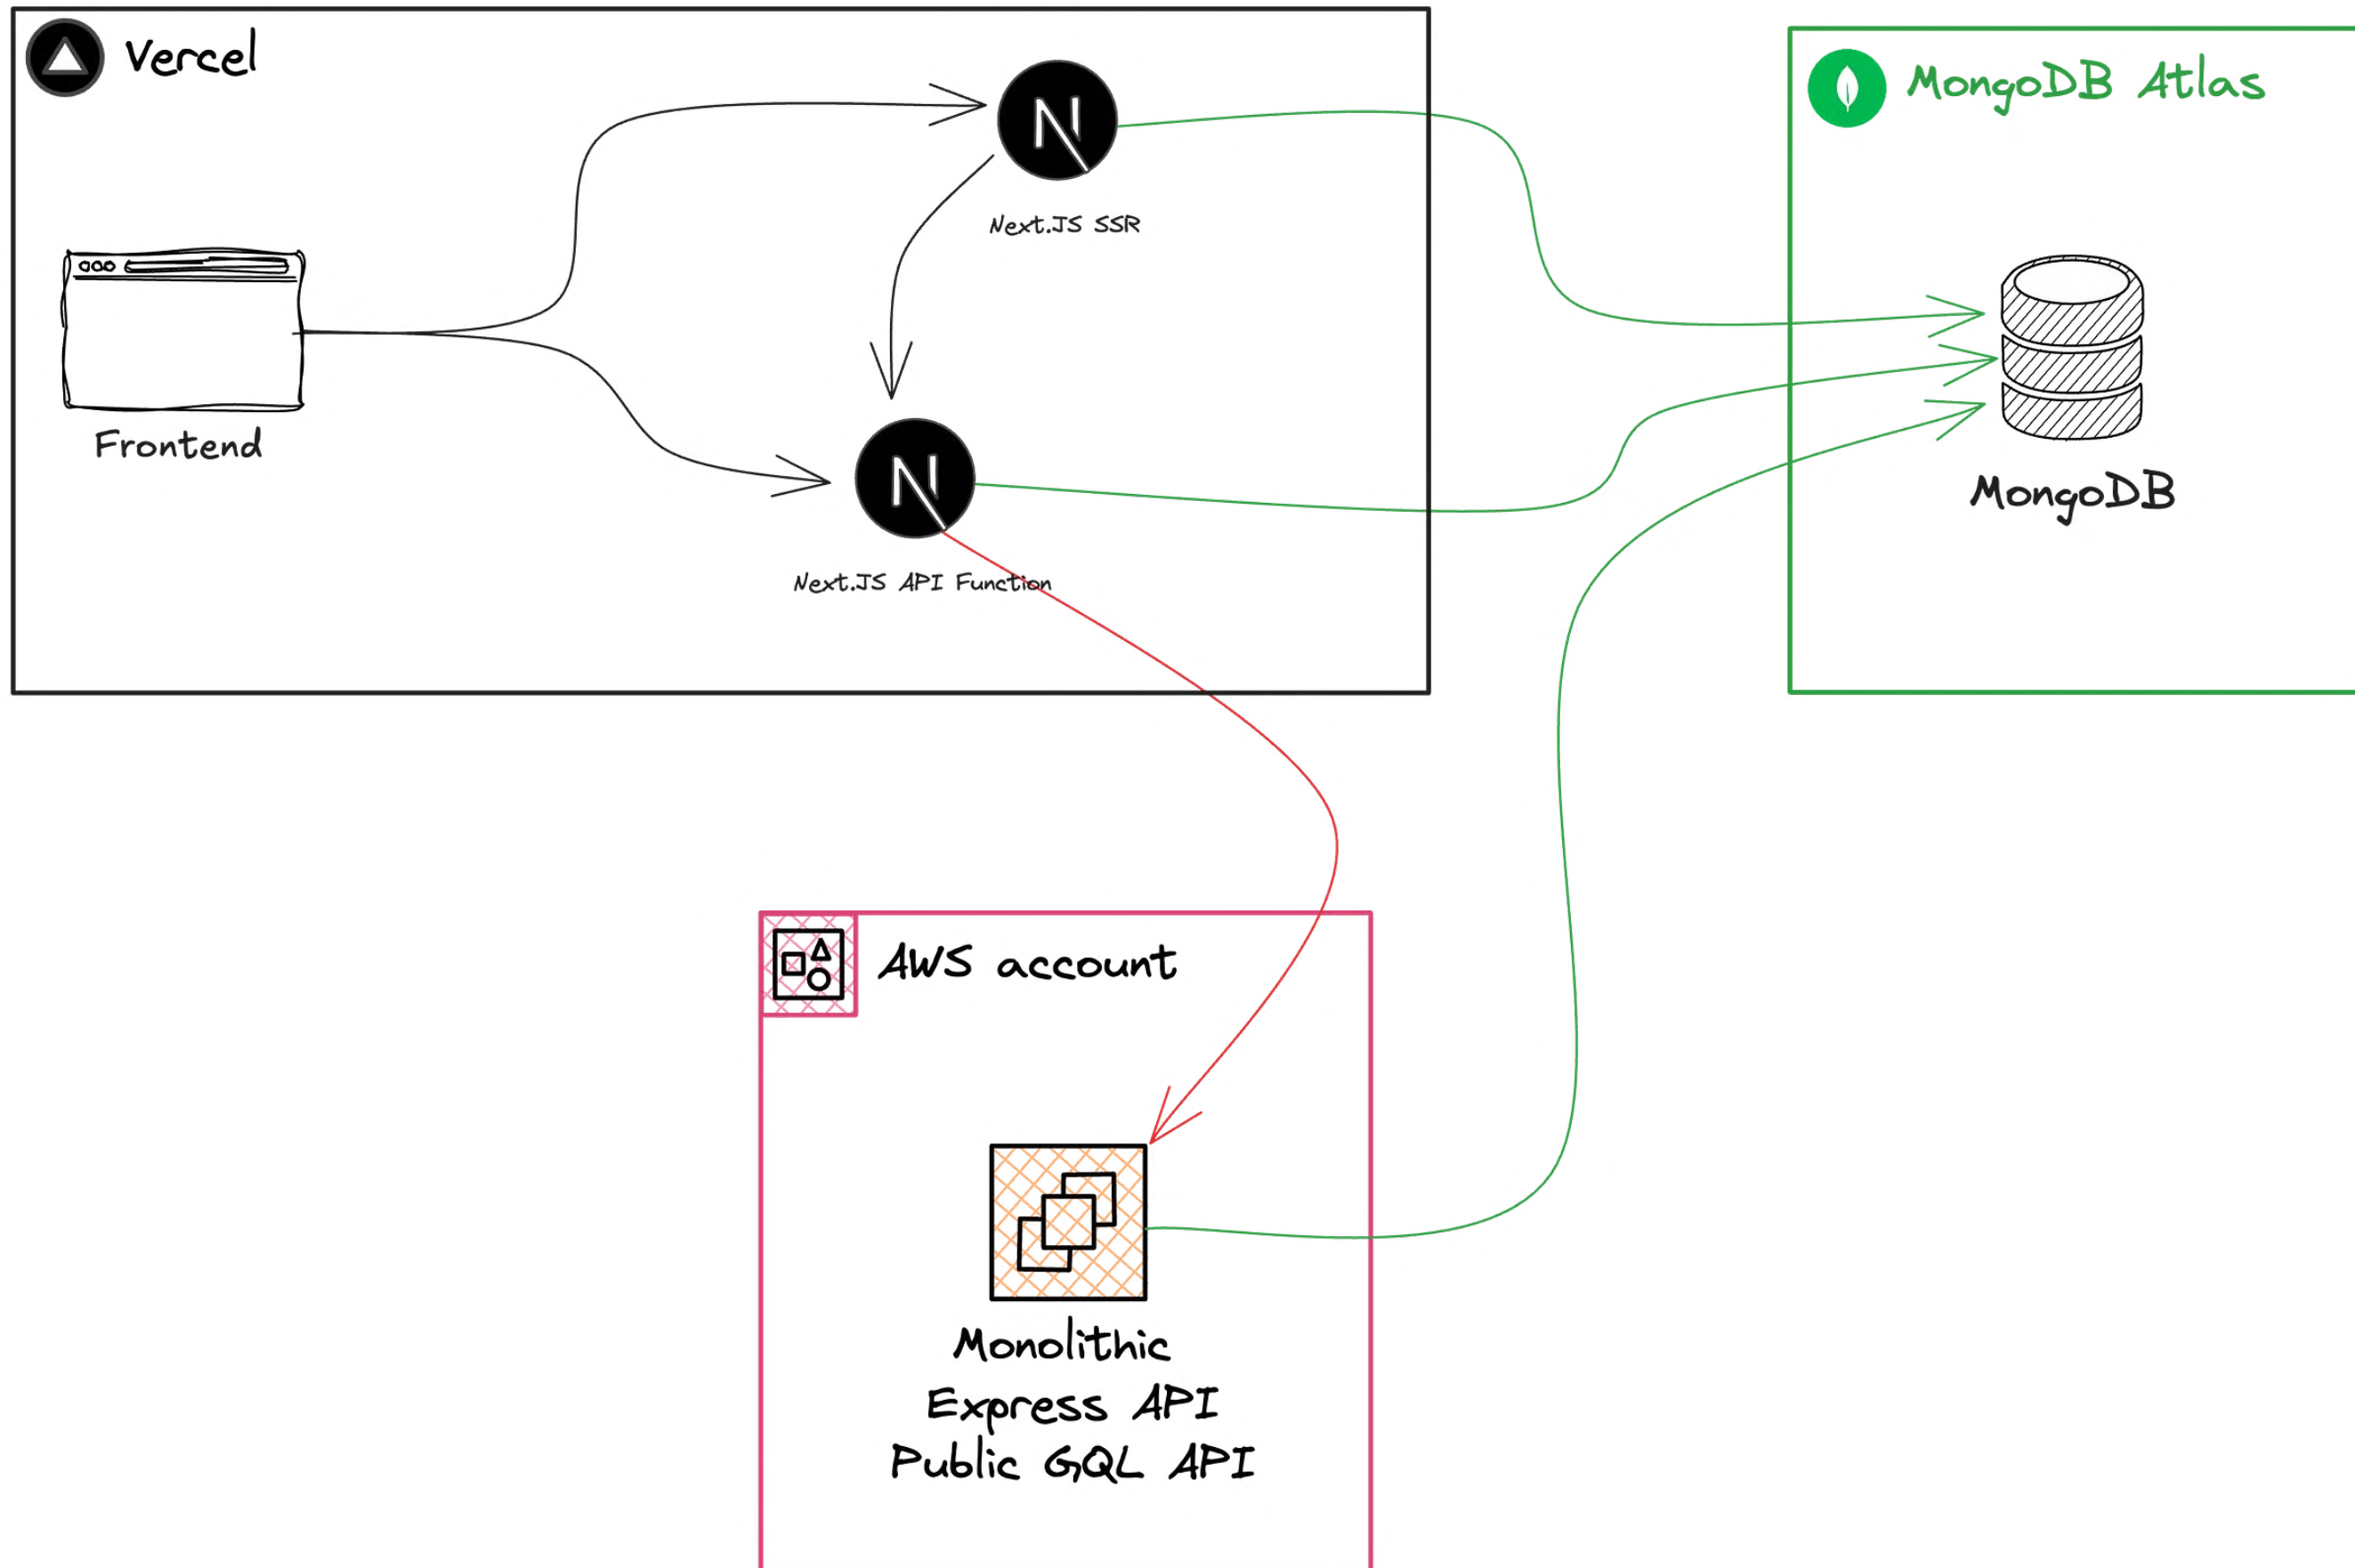 Vercel
MongoDB Atlas
Next.JS SSR
Frontend
MongoDB
Next.JS API Function
AWS account
Monolithic
Express API
Public GQL API